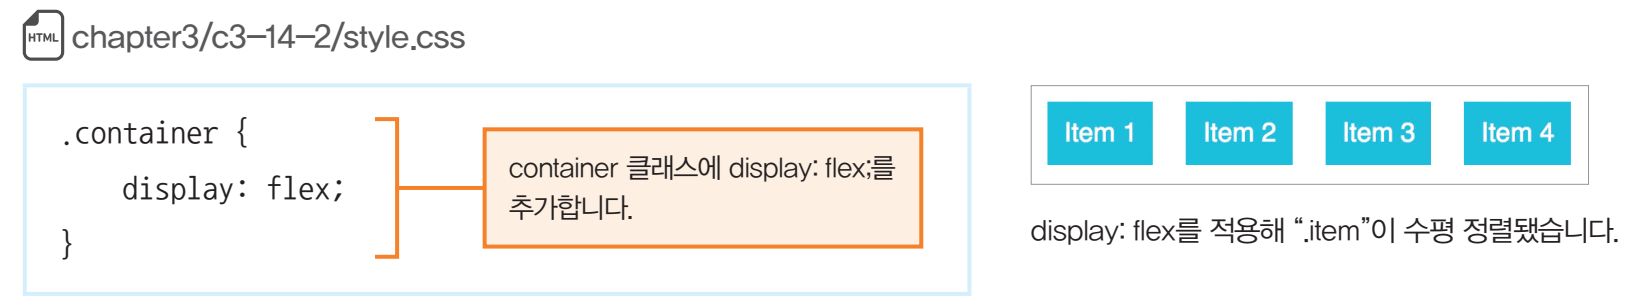 HTML chapter3/c3-14-2/style.css
.container {
display: flex;
}
container 클래스에 display: flex;를
추가합니다.
Item 1 Item 2 Item 3 Item 4
display: flex를 적용해 “.item”이 수평 정렬됐습니다.